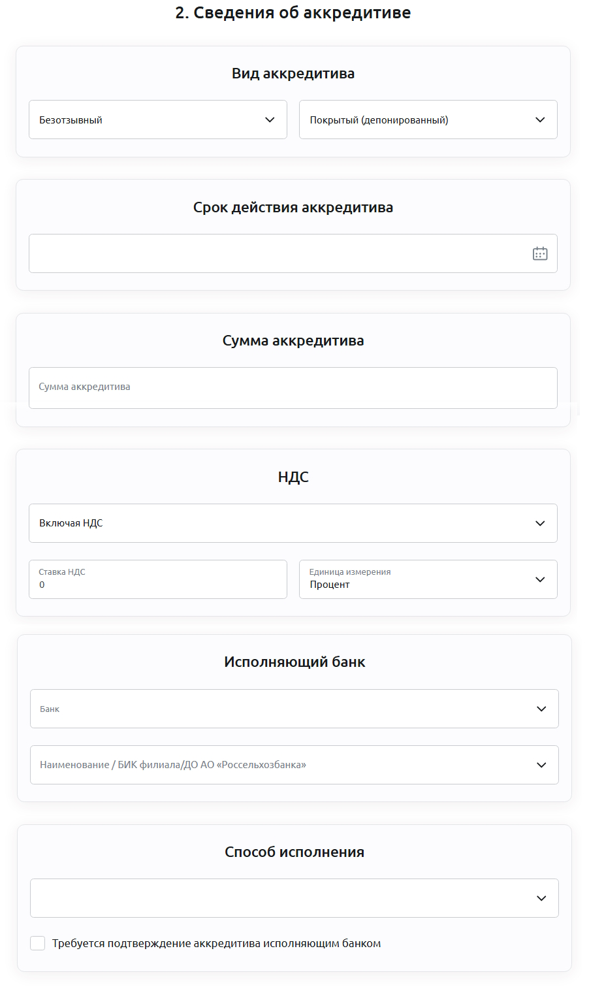 2. Сведения об аккредитиве
Вид аккредитива
Безотзывный
Покрытый (депонированный)
Срок действия аккредитива
Сумма аккредитива
Сумма аккредитива
НДС
Включая НДС
Ставка НДС
0
Единица измерения
Процент
Исполняющий банк
Банк
Наименование / БИК филиала/ДО АО «Россельхозбанка»
Способ исполнения
Требуется подтверждение аккредитива исполняющим банком